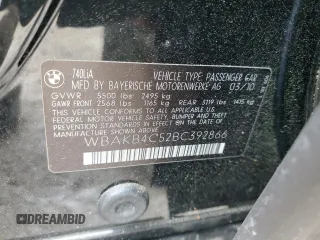 740LiA
VEHICLE TYPE: PASSENGER CAR
MFD BY BAYERISCHE MOTORENWERKE AG 03/10
GVWR 5500 lbs 2495 kg
GAWR FRONT 2568 lbs 1165 kg REAR 3119 lbs 1415 kg
THIS VEHICLE CONFORMS TO ALL APPLICABLE
FEDERAL MOTOR VEHICLE SAFETY, BUMPER AND
THEFT PREVENTION STANDARDS IN EFFECT ON THE
DATE OF MANUFACTURE SHOWN ABOVE.
WBAKB4C52BC392866
DREAMBID